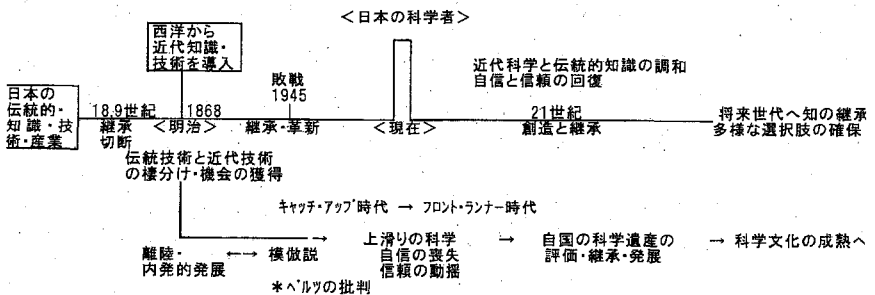 <日本の科学者>
西洋から
近代知識・
技術を導入
近代科学と伝統的知識の調和
自信と信頼の回復
敗戦
1945
日本の
伝統的・
知識・技
術・産業
18.9世紀
継承
切断
1868
<明治>
継承・革新
<現在>
21世紀
創造と継承
将来世代へ知の継承
多様な選択肢の確保
伝統技術と近代技術
の棲分け・機会の獲得
キャッチ・アップ時代 → フロント・ランナー時代
離陸・
内発的発展
←→ 模倣説
→ 上滑りの科学
自信の喪失
信頼の動揺
→ 自国の科学遺産の
評価・継承・発展
→ 科学文化の成熟へ
*ベルツの批判